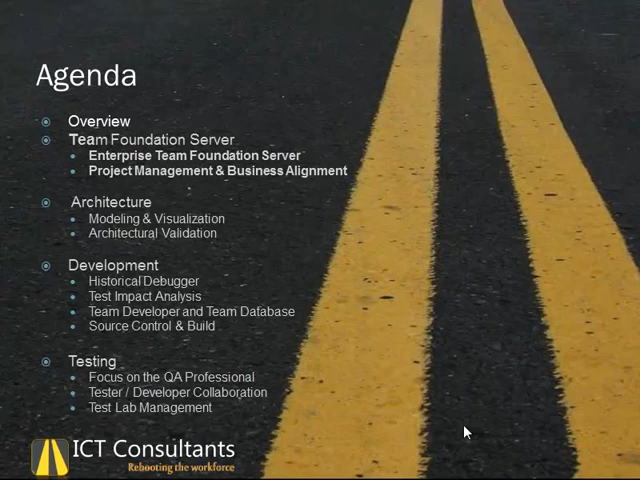 Agenda
Overview
Team Foundation Server
Enterprise Team Foundation Server
Project Management & Business Alignment
Architecture
Modeling & Visualization
Architectural Validation
Development
Historical Debugger
Test Impact Analysis
Team Developer and Team Database
Source Control & Build
Testing
Focus on the QA Professional
Tester / Developer Collaboration
Test Lab Management
ICT Consultants
Rebooting the workforce